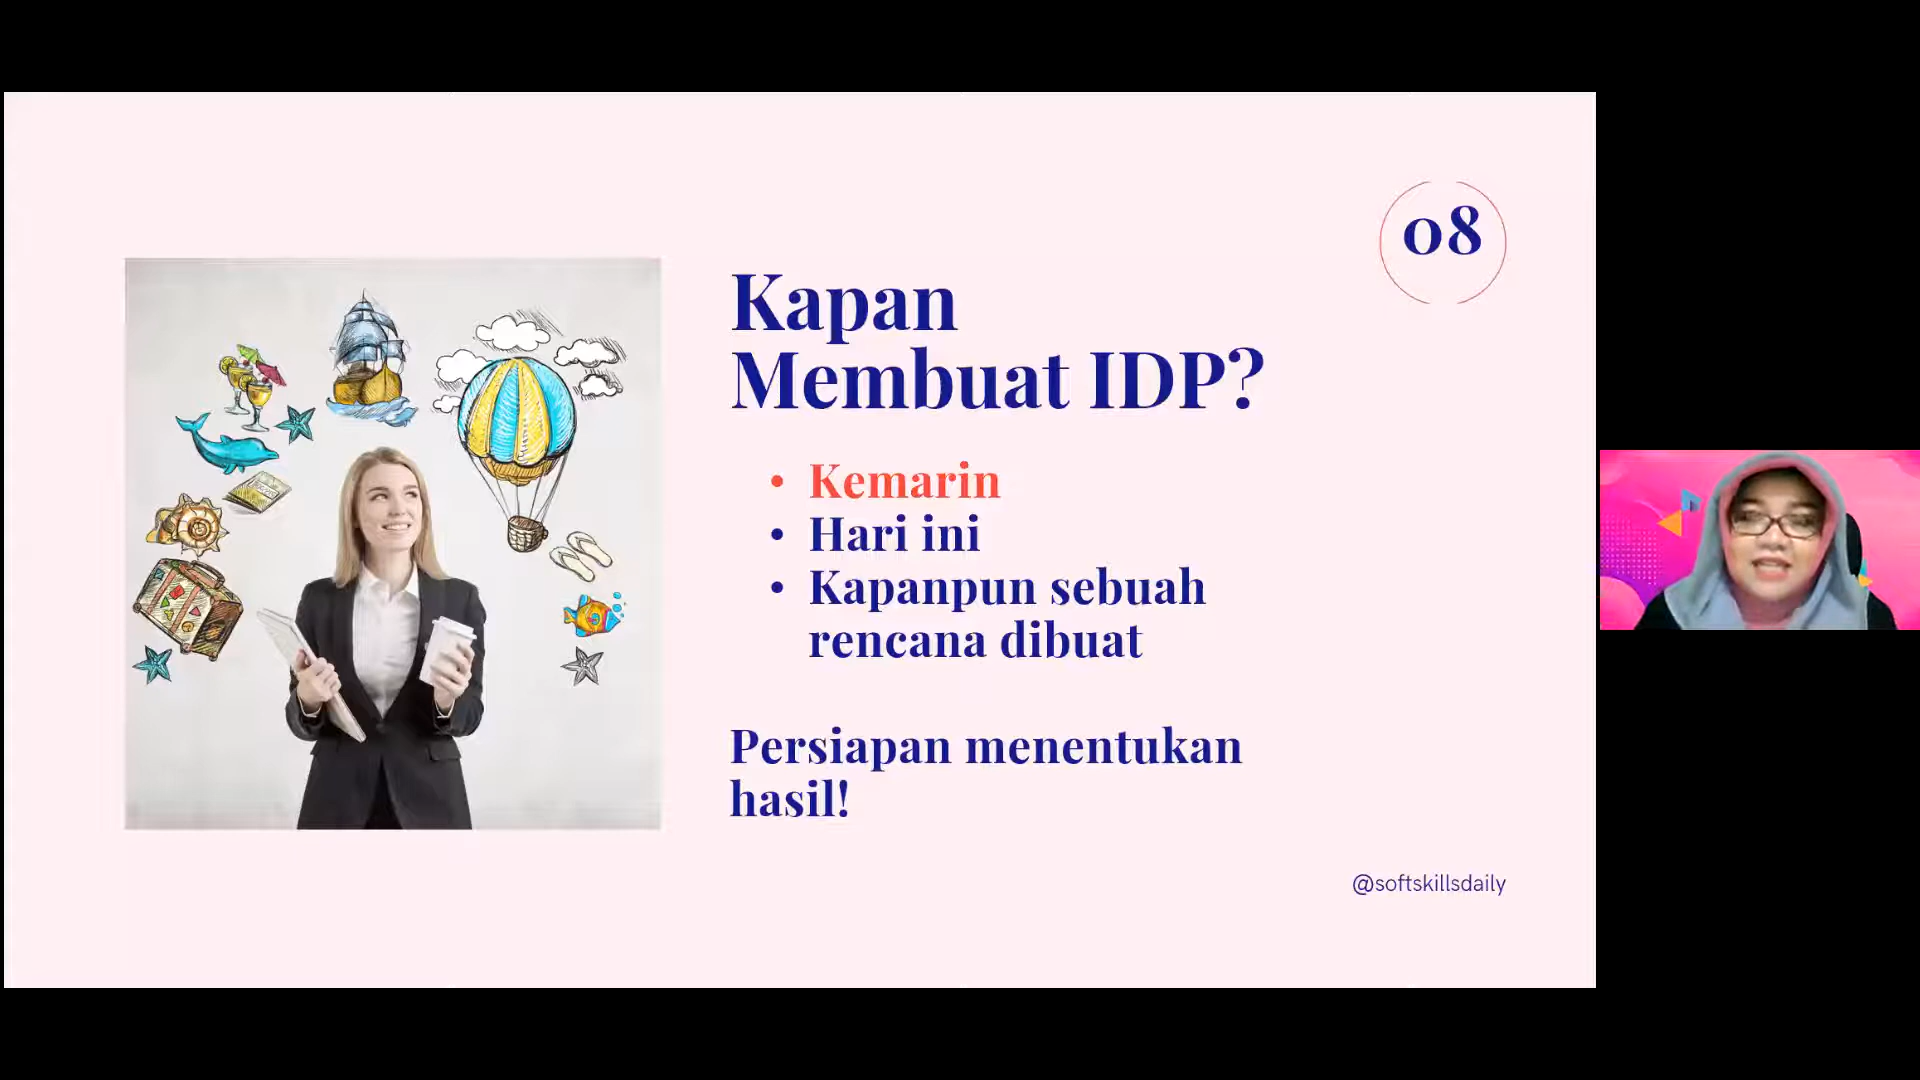 08
Kapan
Membuat IDP?
• Kemarin
• Hari ini
• Kapanpun sebuah
rencana dibuat
Persiapan menentukan
hasil!
@softskillsdaily